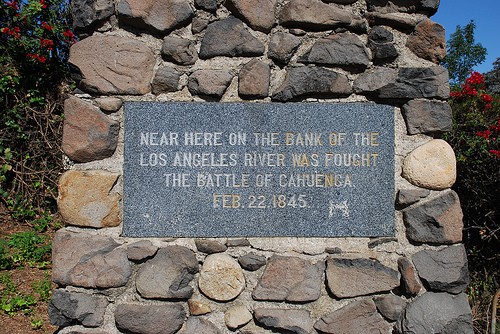 NEAR HERE ON THE BANK OF THE
LOS ANGELES RIVER WAS FOUGHT
THE BATTLE OF CAHUENGA.
FEB. 22, 1845.